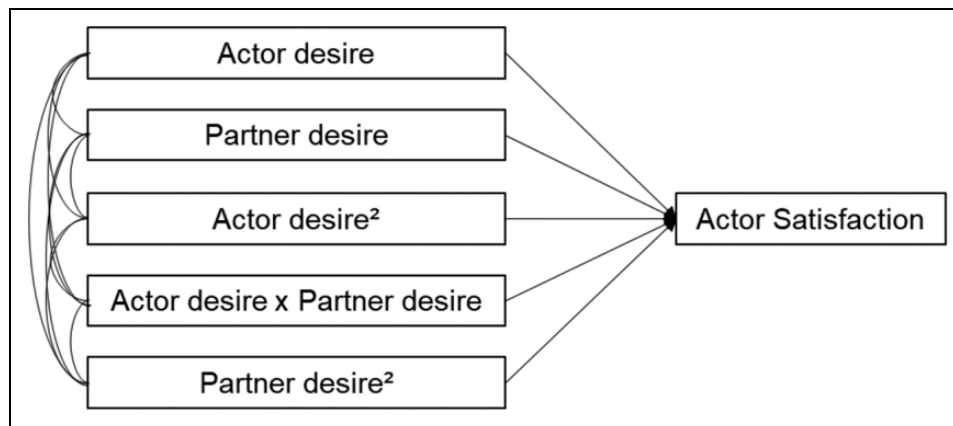 Actor desire
Partner desire
Actor desire²
Actor desire x Partner desire
Partner desire²
Actor Satisfaction